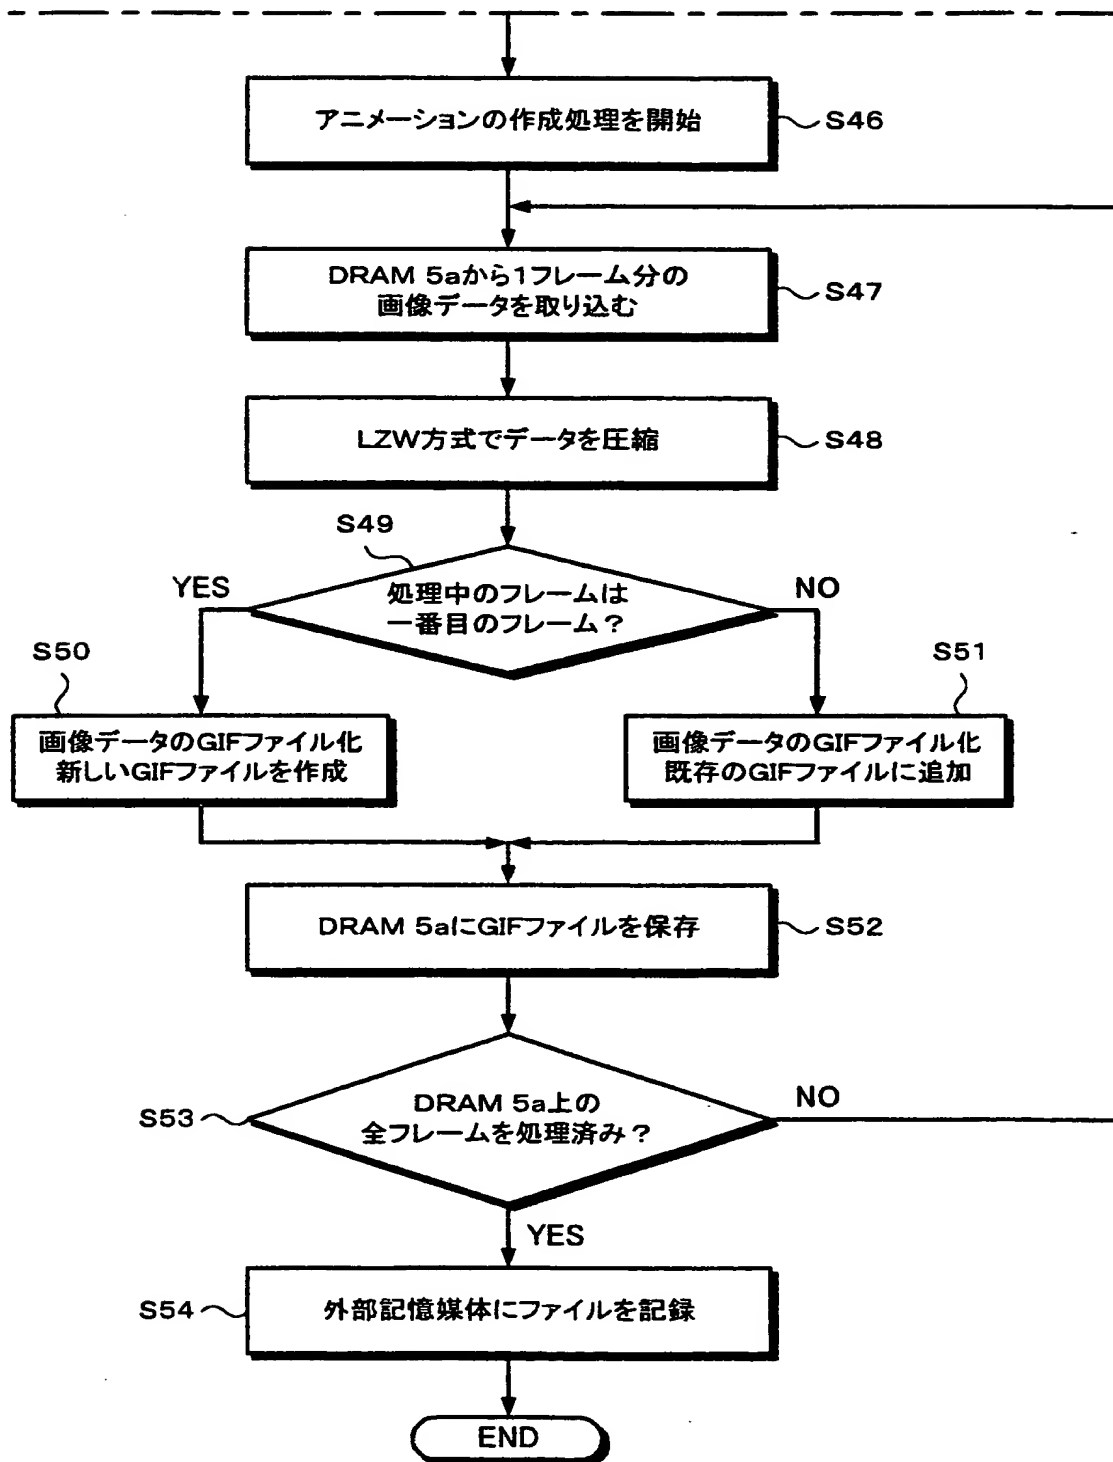 アニメーションの作成処理を開始
S46
DRAM 5aから1フレーム分の
画像データを取り込む
S47
LZW方式でデータを圧縮
S48
S49
YES
処理中のフレームは
一番目のフレーム？
NO
S50
S51
画像データのGIFファイル化
新しいGIFファイルを作成
画像データのGIFファイル化
既存のGIFファイルに追加
DRAM 5aにGIFファイルを保存
S52
S53
DRAM 5a上の
全フレームを処理済み？
NO
YES
S54
外部記憶媒体にファイルを記録
END